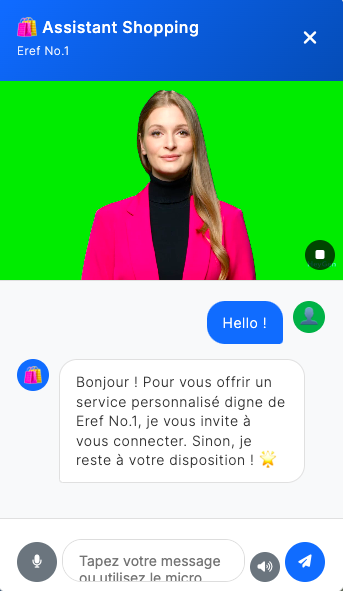 🛍️ Assistant Shopping
Eref No.1
Hello !
Bonjour ! Pour vous offrir un
service personnalisé digne de
Eref No.1, je vous invite à
vous connecter. Sinon, je
reste à votre disposition ! 🌟
Tapez votre message
ou utilisez le micro